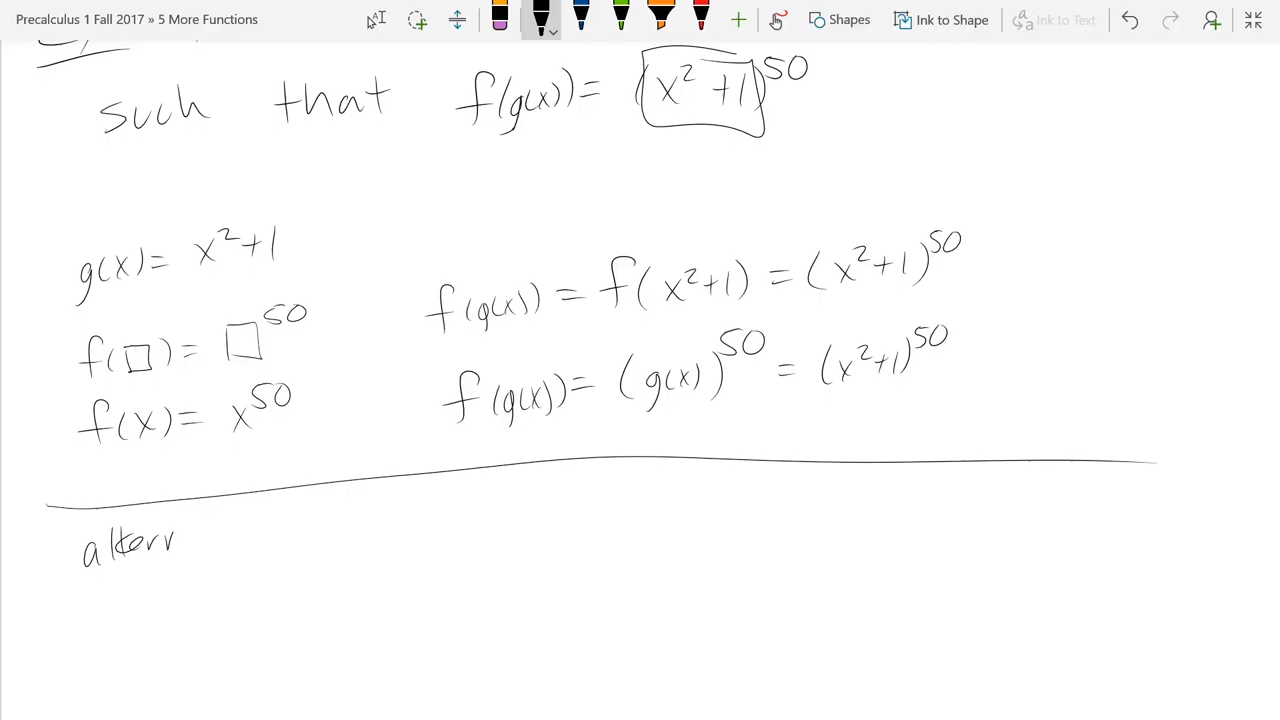 Precalculus 1 Fall 2017 » 5 More Functions
Shapes
Ink to Shape
Ink to Text
such that f(g(x)) = (x² + 1)⁵⁰
g(x) = x² + 1
f(□) = □⁵⁰
f(x) = x⁵⁰
f(g(x)) = f(x² + 1) = (x² + 1)⁵⁰
f(g(x)) = (g(x))⁵⁰ = (x² + 1)⁵⁰